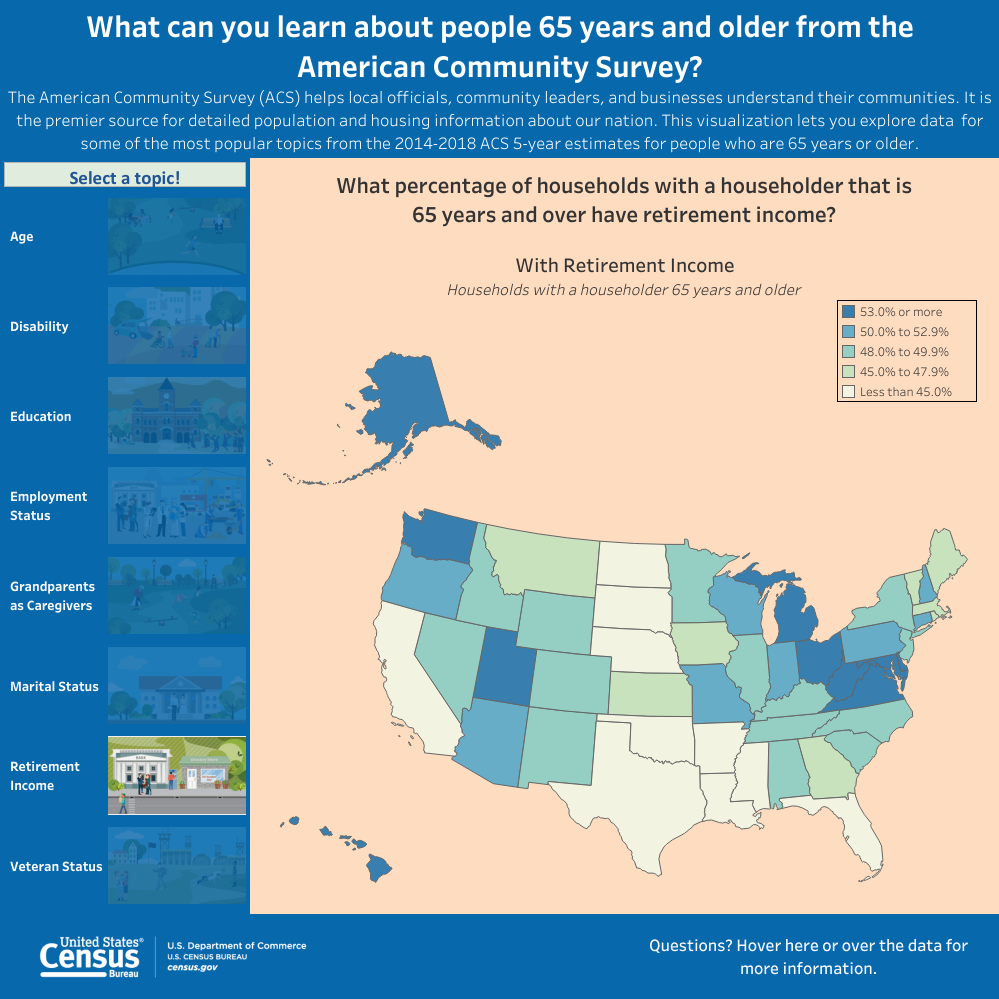 What can you learn about people 65 years and older from the
American Community Survey?
The American Community Survey (ACS) helps local officials, community leaders, and businesses understand their communities. It is
the premier source for detailed population and housing information about our nation. This visualization lets you explore data for
some of the most popular topics from the 2014-2018 ACS 5-year estimates for people who are 65 years or older.
Select a topic!
Age
Disability
Education
Employment
Status
Grandparents
as Caregivers
Marital Status
Retirement
Income
BANK
Veteran Status
What percentage of households with a householder that is
65 years and over have retirement income?
With Retirement Income
Households with a householder 65 years and older
53.0% or more
50.0% to 52.9%
48.0% to 49.9%
45.0% to 47.9%
Less than 45.0%
United States®
Census
Bureau
U.S. Department of Commerce
U.S. CENSUS BUREAU
census.gov
Questions? Hover here or over the data for
more information.